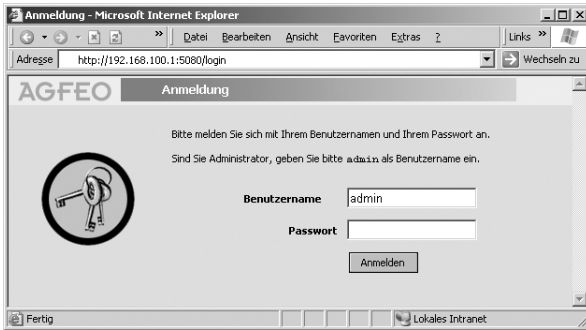 Anmeldung - Microsoft Internet Explorer
» Datei Bearbeiten Ansicht Favoriten Extras ? Links »
Adresse http://192.168.100.1:5080/login Wechseln zu
AGFEO Anmeldung
Bitte melden Sie sich mit Ihrem Benutzernamen und Ihrem Passwort an.
Sind Sie Administrator, geben Sie bitte admin als Benutzername ein.
Benutzername admin
Passwort
Anmelden
Fertig Lokales Intranet